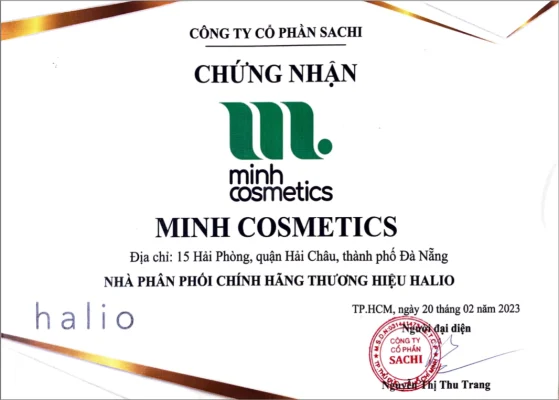 CÔNG TY CỔ PHẦN SACHI
CHỨNG NHẬN
minh
cosmetics
MINH COSMETICS
Địa chỉ: 15 Hải Phòng, quận Hải Châu, thành phố Đà Nẵng
NHÀ PHÂN PHỐI CHÍNH HÃNG THƯƠNG HIỆU HALIO
halio
TP.HCM, ngày 20 tháng 02 năm 2023
Người đại diện
CÔNG TY
CỔ PHẦN
SACHI
Nguyễn Thị Thu Trang